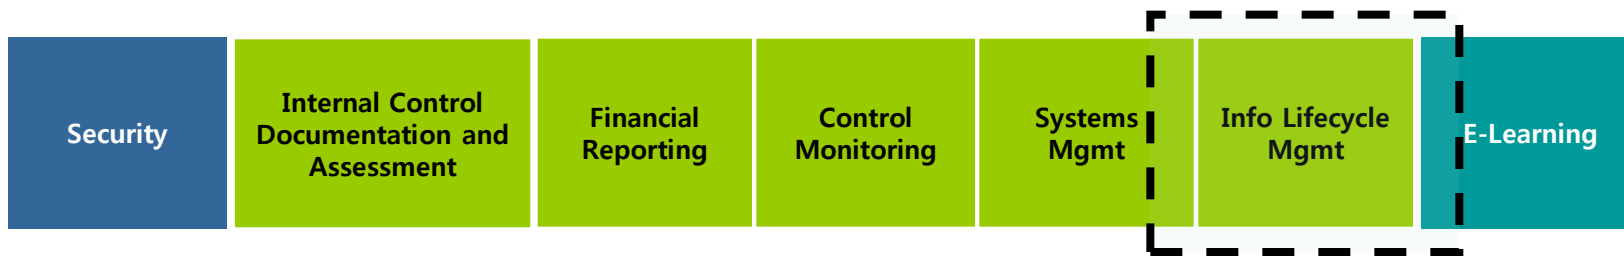 Security
Internal Control
Documentation and
Assessment
Financial
Reporting
Control
Monitoring
Systems
Mgmt
Info Lifecycle
Mgmt
E-Learning